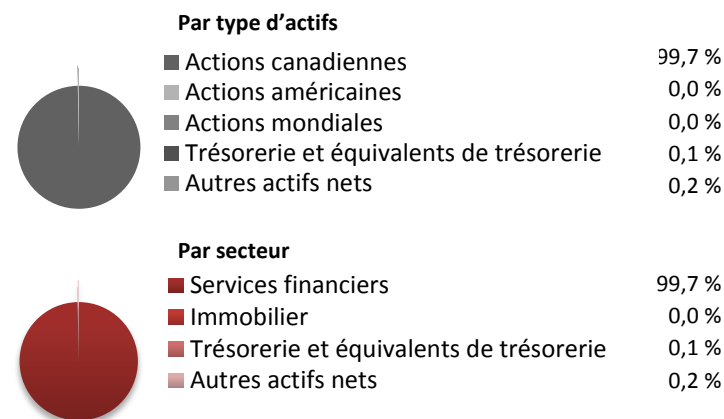 Par type d’actifs
Actions canadiennes 99,7 %
Actions américaines 0,0 %
Actions mondiales 0,0 %
Trésorerie et équivalents de trésorerie 0,1 %
Autres actifs nets 0,2 %
Par secteur
Services financiers 99,7 %
Immobilier 0,0 %
Trésorerie et équivalents de trésorerie 0,1 %
Autres actifs nets 0,2 %